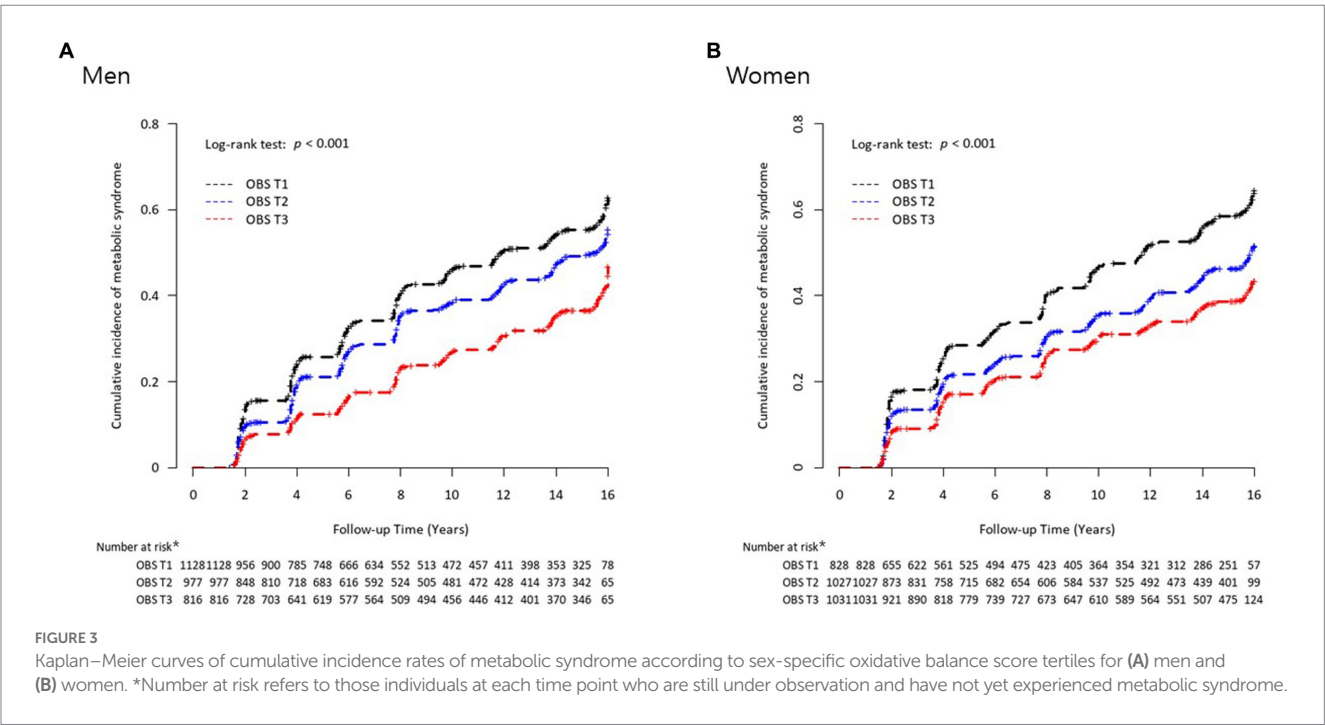 A
Men
0.8
0.6
0.4
0.2
0
Cumulative incidence of metabolic syndrome
Log-rank test: p < 0.001
OBS T1
OBS T2
OBS T3
0 2 4 6 8 10 12 14 16
Follow-up Time (Years)
Number at risk*
OBS T1 1128 1128 956 900 785 748 666 634 552 513 472 457 411 398 353 325 78
OBS T2 977 977 848 810 718 683 616 592 524 505 481 472 428 414 373 342 65
OBS T3 816 816 728 703 641 619 577 564 509 494 456 446 412 401 370 346 65
B
Women
0.8
0.6
0.4
0.2
0
Cumulative incidence of metabolic syndrome
Log-rank test: p < 0.001
OBS T1
OBS T2
OBS T3
0 2 4 6 8 10 12 14 16
Follow-up Time (Years)
Number at risk*
OBS T1 828 828 655 622 561 525 494 475 423 405 364 354 321 312 286 251 57
OBS T2 1027 1027 873 831 758 715 682 654 606 584 537 525 492 473 439 401 99
OBS T3 1031 1031 921 890 818 779 739 727 673 647 610 589 564 551 507 475 124
FIGURE 3
Kaplan–Meier curves of cumulative incidence rates of metabolic syndrome according to sex-specific oxidative balance score tertiles for (A) men and
(B) women. *Number at risk refers to those individuals at each time point who are still under observation and have not yet experienced metabolic syndrome.